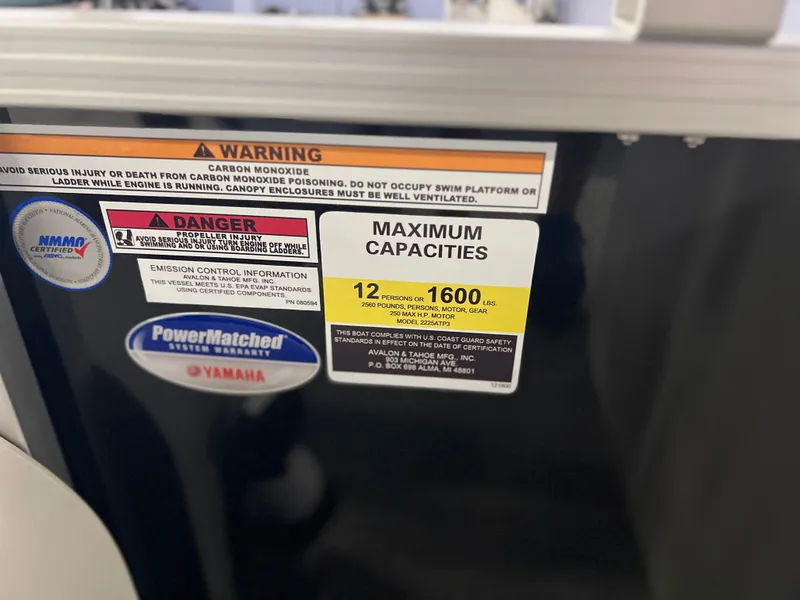 WARNING
CARBON MONOXIDE
AVOID SERIOUS INJURY OR DEATH FROM CARBON MONOXIDE POISONING. DO NOT OCCUPY SWIM PLATFORM OR
LADDER WHILE ENGINE IS RUNNING. CANOPY ENCLOSURES MUST BE WELL VENTILATED.
NMMA
CERTIFIED
DANGER
PROPELLER INJURY
AVOID SERIOUS INJURY TURN ENGINE OFF WHILE
SWIMMING AND OR USING BOARDING LADDERS.
EMISSION CONTROL INFORMATION
AVALON & TAHOE MFG. INC.
THIS VESSEL MEETS U.S. EPA EVAP STANDARDS
USING CERTIFIED COMPONENTS.
PN 080594
PowerMatched
SYSTEM WARRANTY
YAMAHA
MAXIMUM
CAPACITIES
12 PERSONS OR 1600 LBS.
2560 POUNDS, PERSONS, MOTOR, GEAR
250 MAX H.P. MOTOR
MODEL 2225ATP3
THIS BOAT COMPLIES WITH U.S. COAST GUARD SAFETY
STANDARDS IN EFFECT ON THE DATE OF CERTIFICATION
AVALON & TAHOE MFG., INC.
903 MICHIGAN AVE.
P.O. BOX 698 ALMA, MI 48801